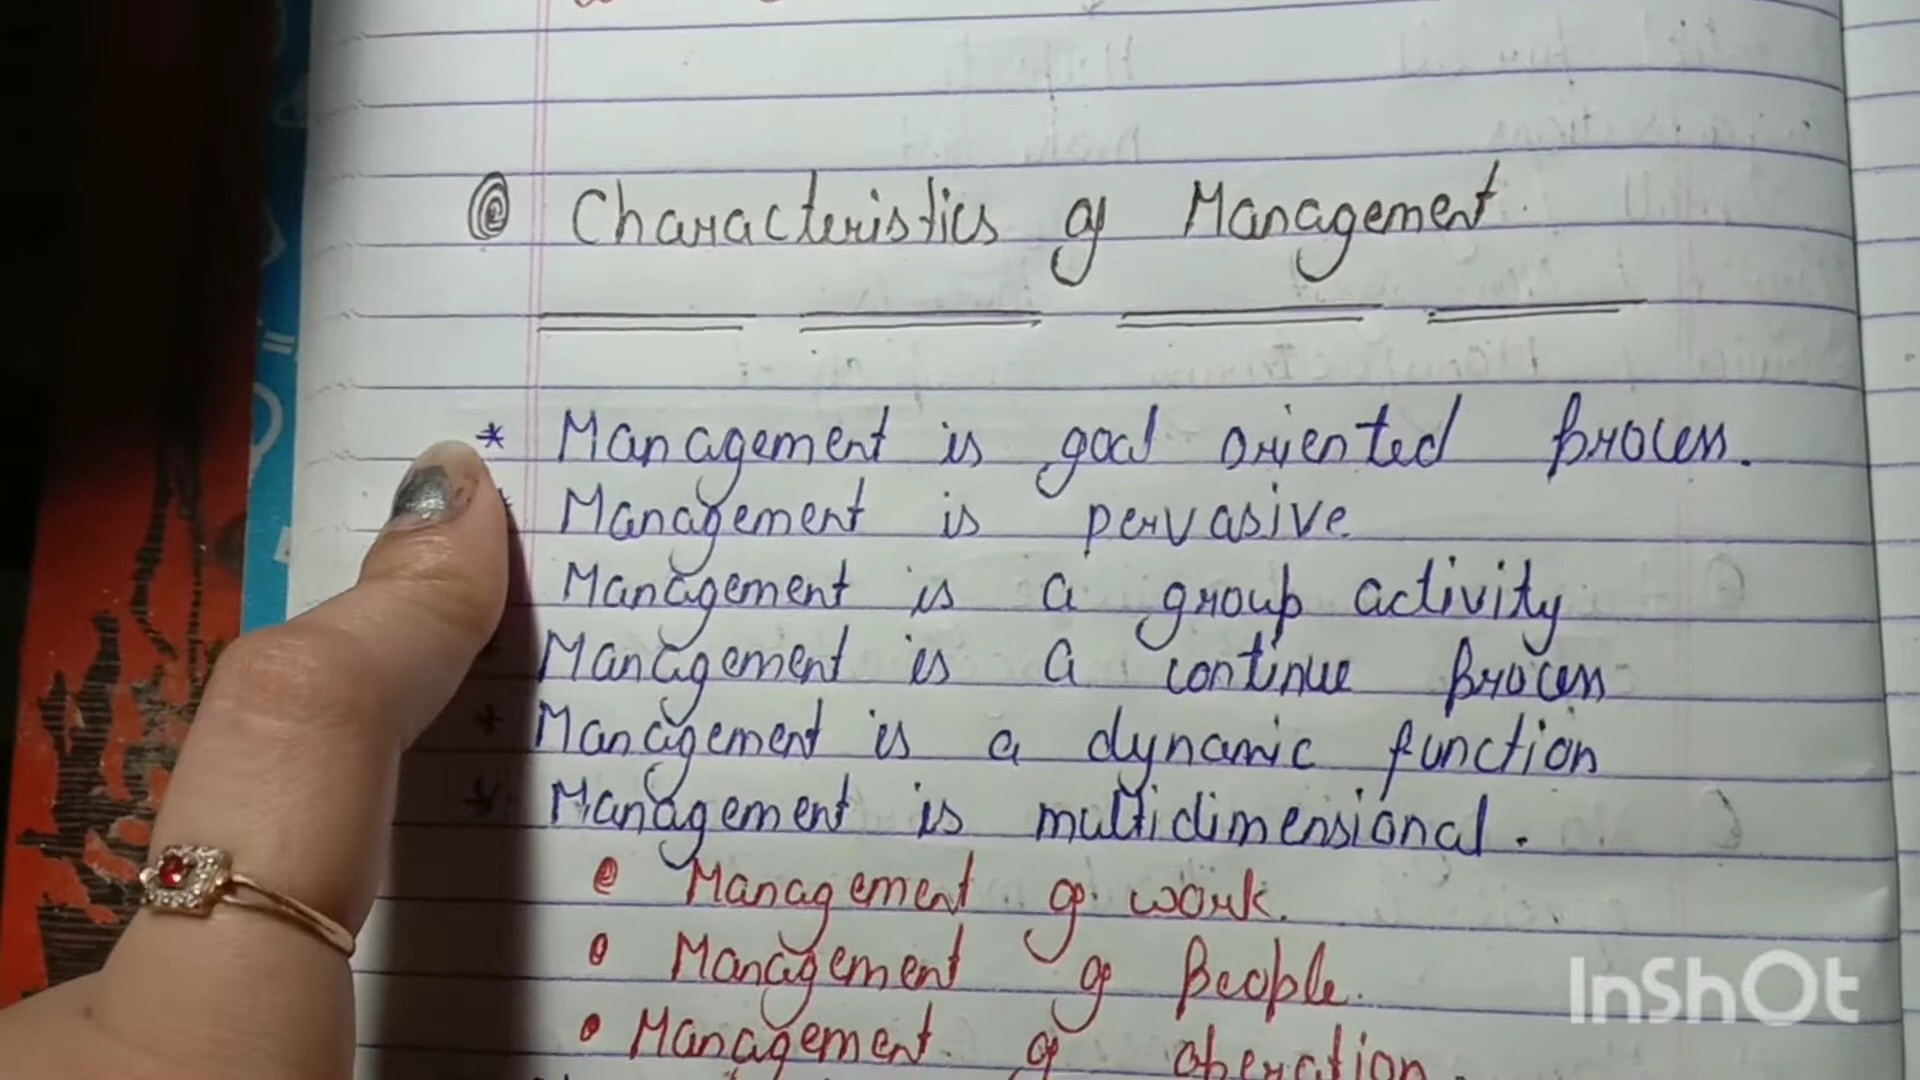 Characteristics of Management.
* Management is goal oriented process.
* Management is pervasive
Management is a group activity
Management is a continue process
* Management is a dynamic function
* Management is multidimensional.
Management of work.
Management of People.
Management of operation.
InShOt